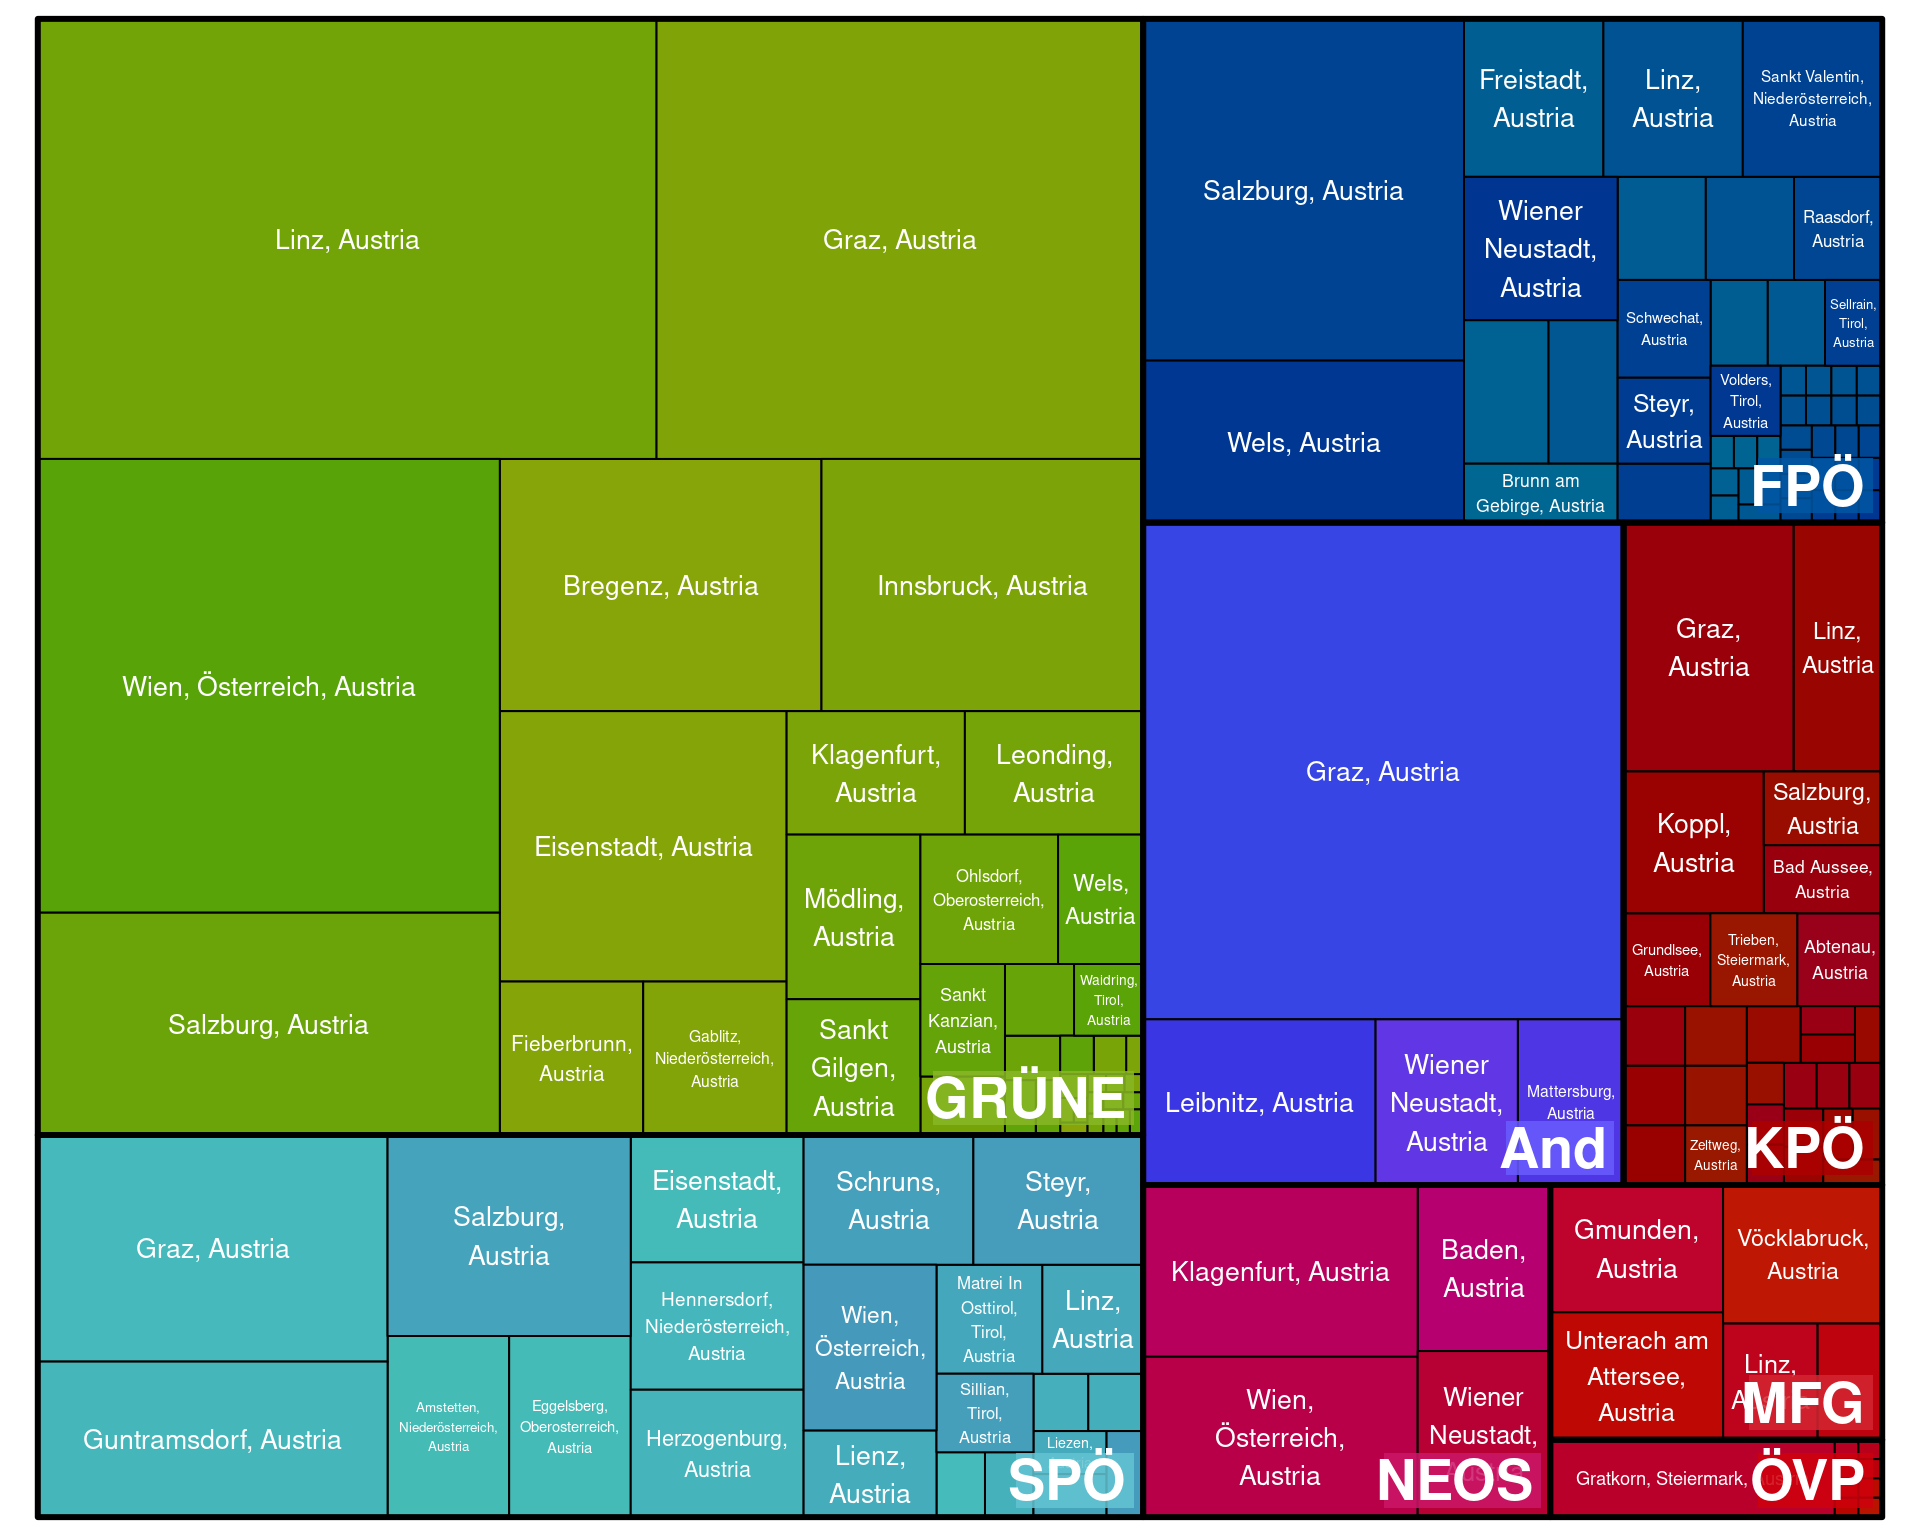 Linz, Austria
Graz, Austria
Wien, Österreich, Austria
Bregenz, Austria
Innsbruck, Austria
Eisenstadt, Austria
Klagenfurt,
Austria
Leonding,
Austria
Mödling,
Austria
Ohlsdorf,
Oberosterreich,
Austria
Wels,
Austria
Salzburg, Austria
Fieberbrunn,
Austria
Gablitz,
Niederösterreich,
Austria
Sankt
Gilgen,
Austria
Sankt
Kanzian,
Austria
Waidring,
Tirol,
Austria
GRÜNE
Graz, Austria
Guntramsdorf, Austria
Salzburg,
Austria
Amstetten,
Niederösterreich,
Austria
Eggelsberg,
Oberosterreich,
Austria
Eisenstadt,
Austria
Hennersdorf,
Niederösterreich,
Austria
Herzogenburg,
Austria
Schruns,
Austria
Steyr,
Austria
Wien,
Österreich,
Austria
Matrei In
Osttirol,
Tirol,
Austria
Linz,
Austria
Sillian,
Tirol,
Austria
Lienz,
Austria
Liezen,
SPÖ
Salzburg, Austria
Wels, Austria
Freistadt,
Austria
Linz,
Austria
Sankt Valentin,
Niederösterreich,
Austria
Wiener
Neustadt,
Austria
Raasdorf,
Austria
Schwechat,
Austria
Sellrain,
Tirol,
Austria
Steyr,
Austria
Volders,
Tirol,
Austria
Brunn am
Gebirge, Austria
FPÖ
Graz, Austria
Leibnitz, Austria
Wiener
Neustadt,
Austria
Mattersburg,
Austria
And
Graz,
Austria
Linz,
Austria
Koppl,
Austria
Salzburg,
Austria
Bad Aussee,
Austria
Grundlsee,
Austria
Trieben,
Steiermark,
Austria
Abtenau,
Austria
Zeltweg,
Austria
KPÖ
Klagenfurt, Austria
Baden,
Austria
Wien,
Österreich,
Austria
Wiener
Neustadt,
Austria
NEOS
Gmunden,
Austria
Vöcklabruck,
Austria
Unterach am
Attersee,
Austria
Linz,
MFG
Gratkorn, Steiermark,
ÖVP